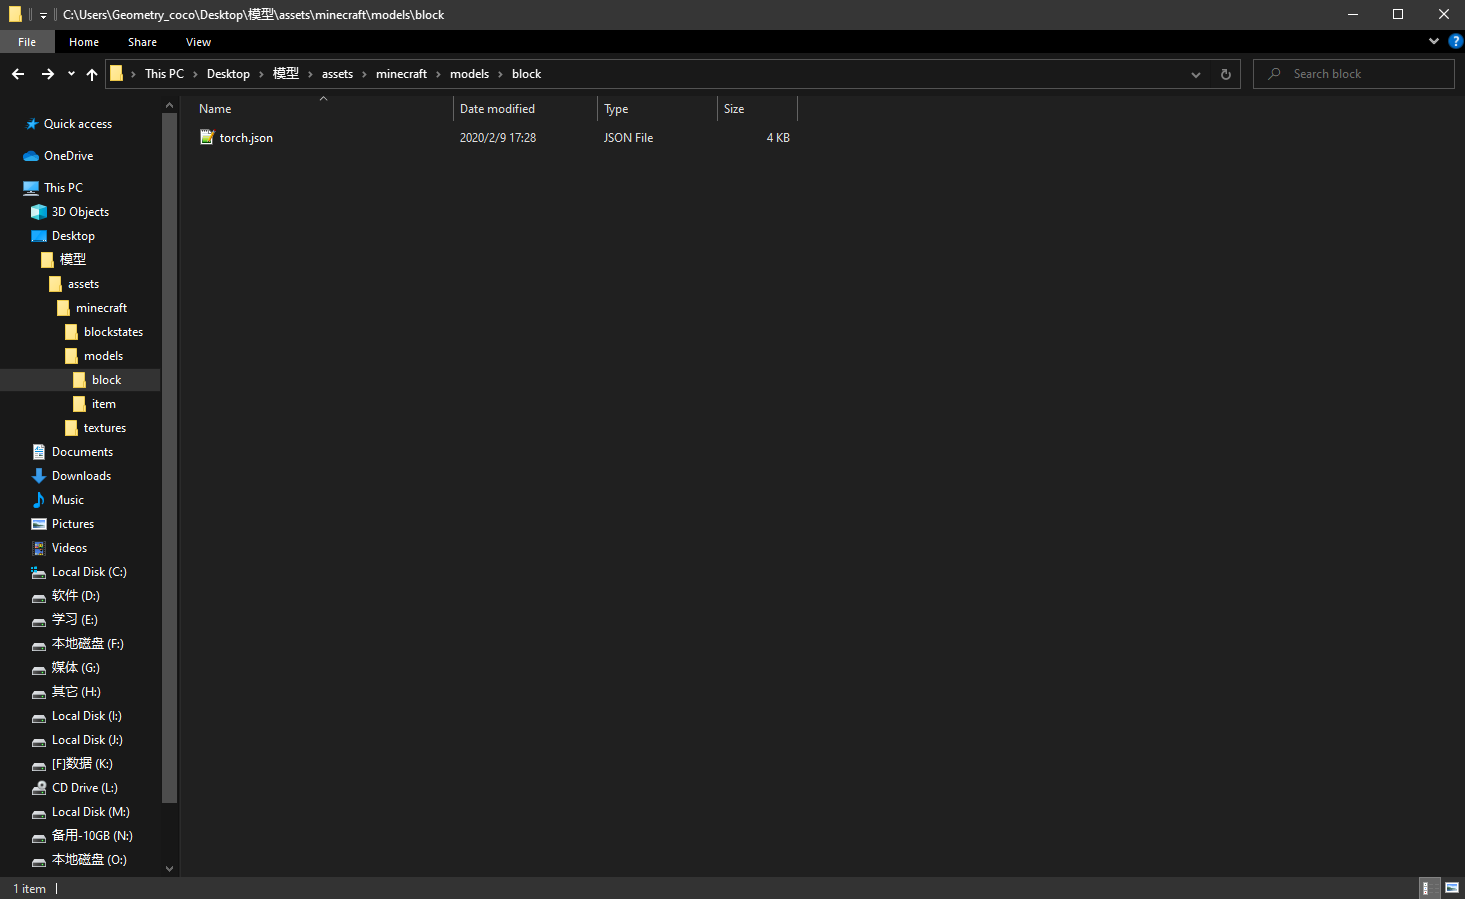 C:\Users\Geometry_coco\Desktop\模型\assets\minecraft\models\block
File Home Share View
?
This PC Desktop 模型 assets minecraft models block
Search block
Name Date modified Type Size
torch.json 2020/2/9 17:28 JSON File 4 KB
Quick access
OneDrive
This PC
3D Objects
Desktop
模型
assets
minecraft
blockstates
models
block
item
textures
Documents
Downloads
Music
Pictures
Videos
Local Disk (C:)
软件 (D:)
学习 (E:)
本地磁盘 (F:)
媒体 (G:)
其它 (H:)
Local Disk (I:)
Local Disk (J:)
[F]数据 (K:)
CD Drive (L:)
Local Disk (M:)
备用-10GB (N:)
本地磁盘 (O:)
1 item